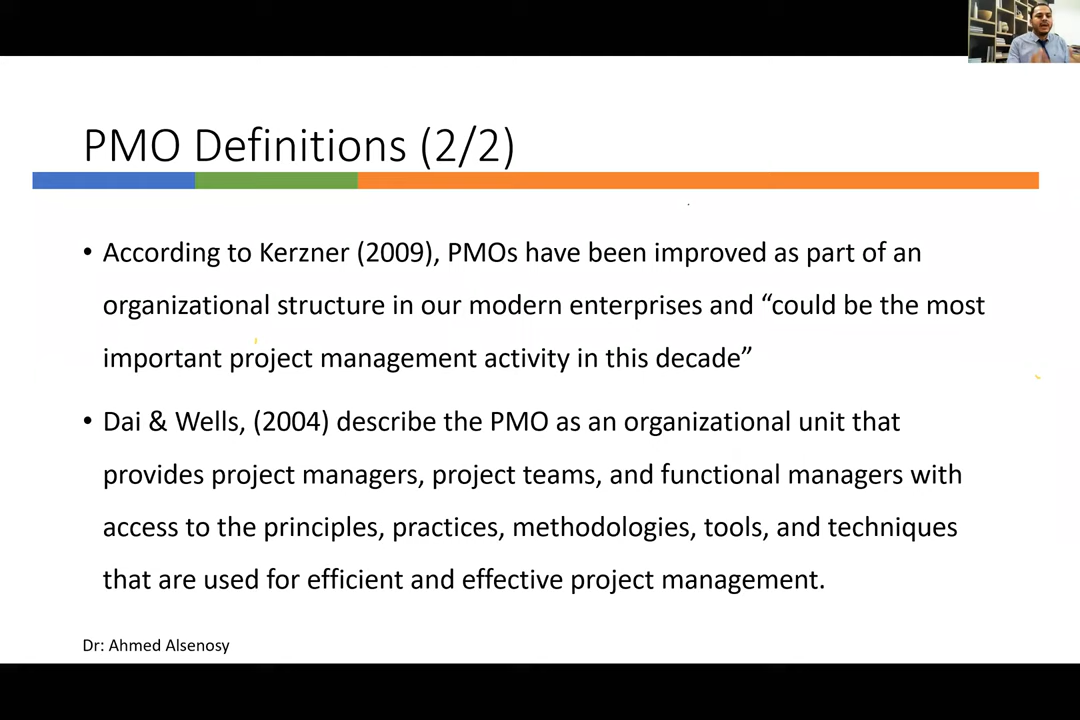 PMO Definitions (2/2)
• According to Kerzner (2009), PMOs have been improved as part of an
organizational structure in our modern enterprises and “could be the most
important project management activity in this decade”
• Dai & Wells, (2004) describe the PMO as an organizational unit that
provides project managers, project teams, and functional managers with
access to the principles, practices, methodologies, tools, and techniques
that are used for efficient and effective project management.
Dr: Ahmed Alsenosy